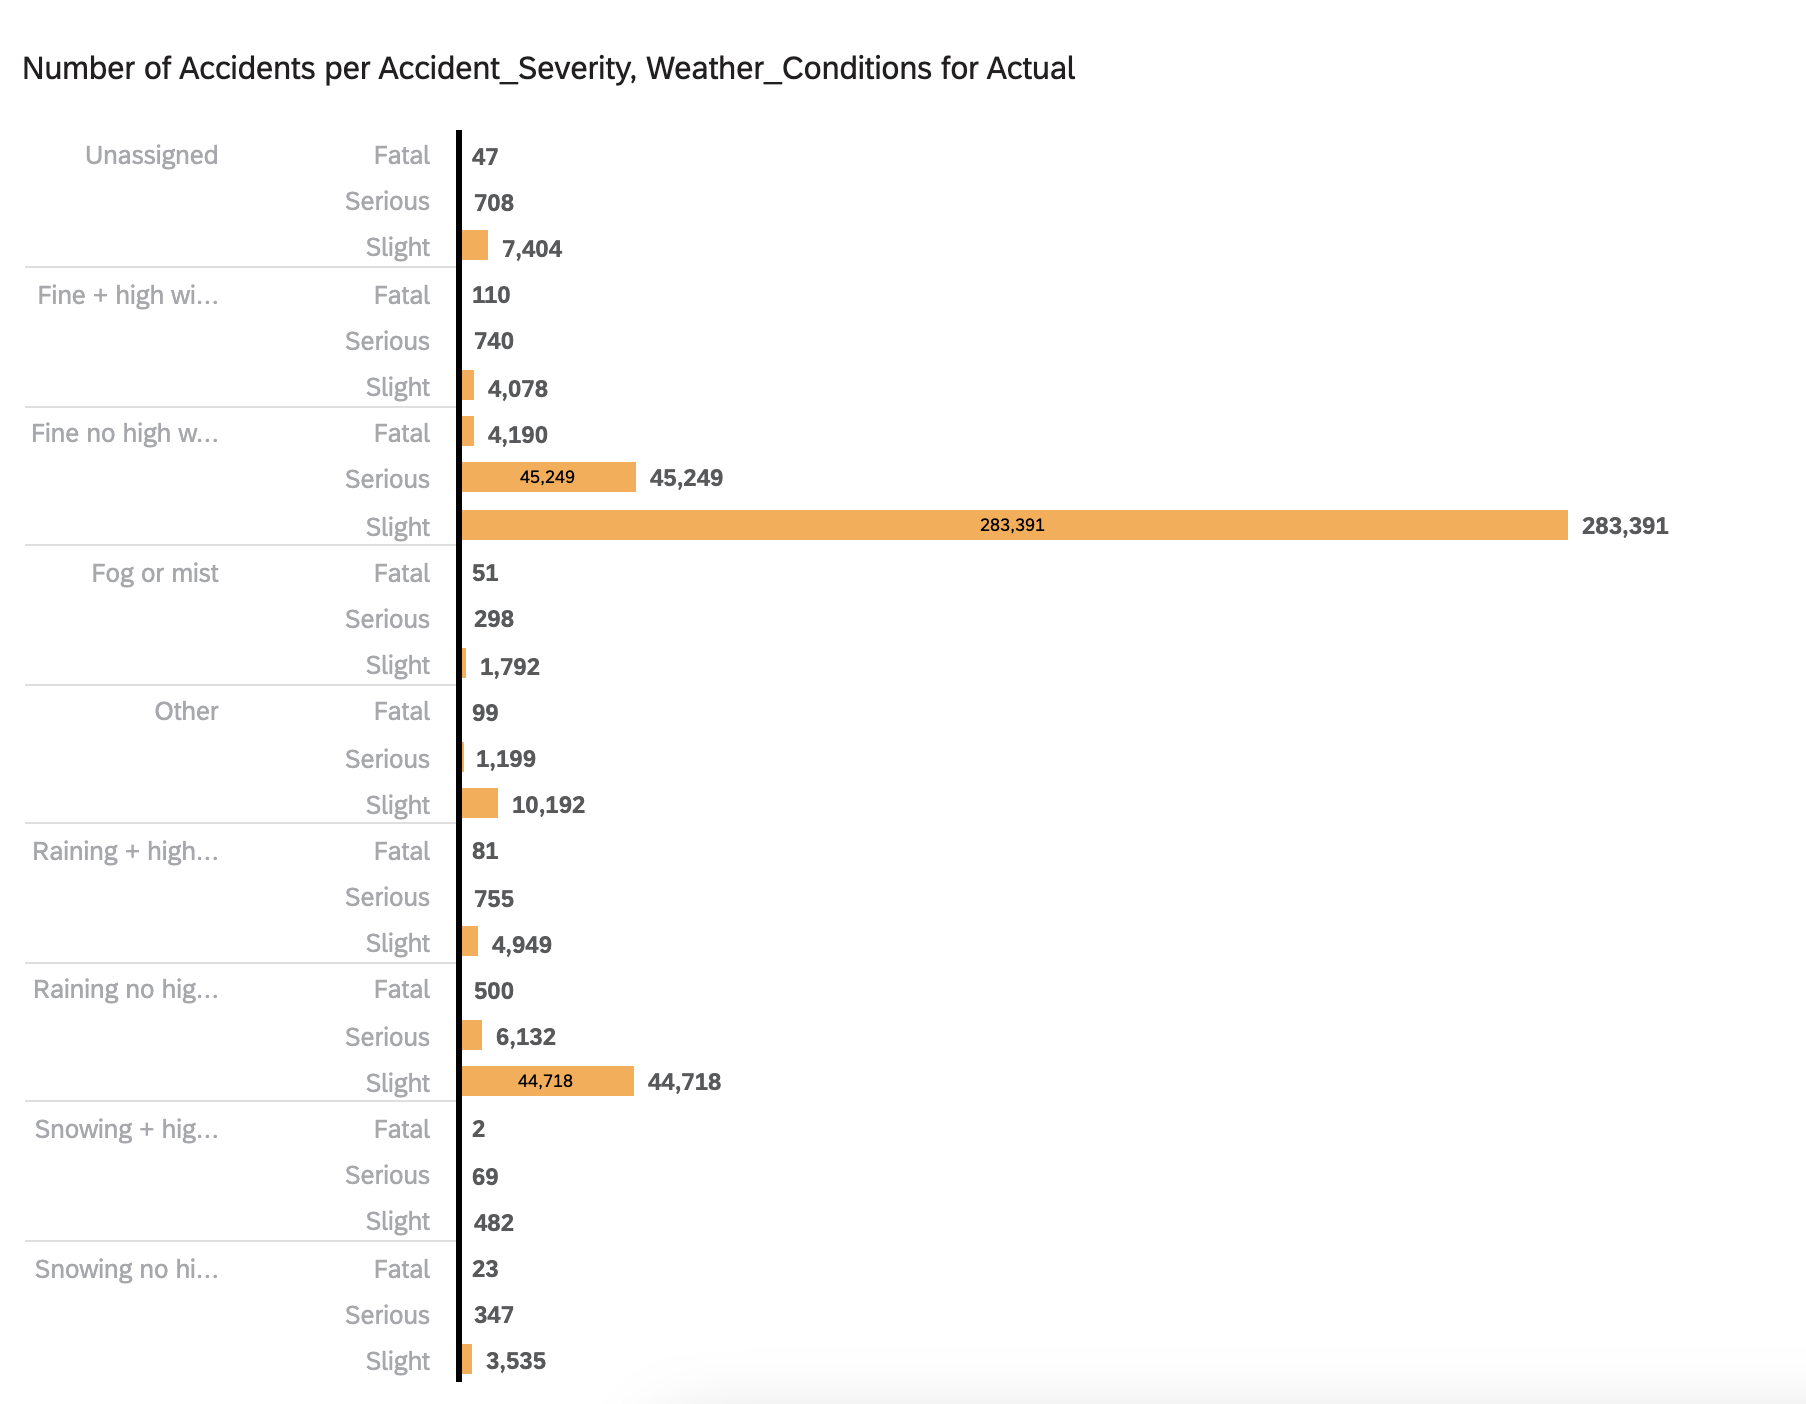 Number of Accidents per Accident_Severity, Weather_Conditions for Actual
Unassigned Fatal 47
Serious 708
Slight 7,404
Fine + high wi... Fatal 110
Serious 740
Slight 4,078
Fine no high w... Fatal 4,190
Serious 45,249 45,249
Slight 283,391 283,391
Fog or mist Fatal 51
Serious 298
Slight 1,792
Other Fatal 99
Serious 1,199
Slight 10,192
Raining + high... Fatal 81
Serious 755
Slight 4,949
Raining no hig... Fatal 500
Serious 6,132
Slight 44,718 44,718
Snowing + hig... Fatal 2
Serious 69
Slight 482
Snowing no hi... Fatal 23
Serious 347
Slight 3,535